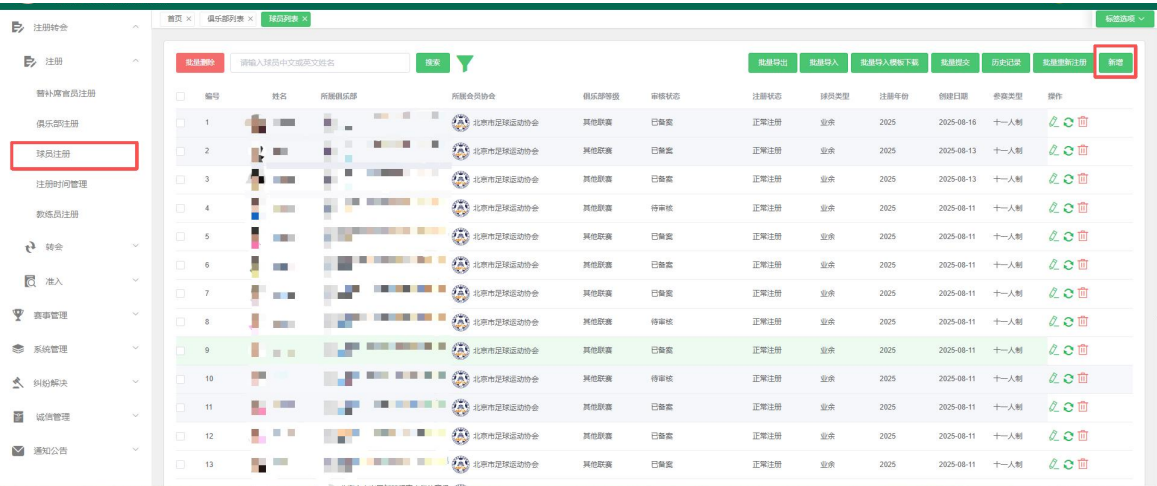 首页 × 俱乐部列表 × 球员列表 × 标签选项
注册转会
注册
替补席官员注册
俱乐部注册
球员注册
注册时间管理
教练员注册
转会
准入
赛事管理
系统管理
纠纷解决
诚信管理
通知公告
批量删除 请输入球员中文或英文姓名 搜索 批量导出 批量导入 批量导入模板下载 批量提交 历史记录 批量重新注册 新增
编号 姓名 所属俱乐部 所属会员协会 俱乐部等级 审核状态 注册状态 球员类型 注册年份 创建日期 参赛类型 操作
1 北京市足球运动协会 其他联赛 已备案 正常注册 业余 2025 2025-08-16 十一人制
2 北京市足球运动协会 其他联赛 已备案 正常注册 业余 2025 2025-08-13 十一人制
3 北京市足球运动协会 其他联赛 已备案 正常注册 业余 2025 2025-08-13 十一人制
4 北京市足球运动协会 其他联赛 待审核 正常注册 业余 2025 2025-08-11 十一人制
5 北京市足球运动协会 其他联赛 已备案 正常注册 业余 2025 2025-08-11 十一人制
6 北京市足球运动协会 其他联赛 已备案 正常注册 业余 2025 2025-08-11 十一人制
7 北京市足球运动协会 其他联赛 已备案 正常注册 业余 2025 2025-08-11 十一人制
8 北京市足球运动协会 其他联赛 待审核 正常注册 业余 2025 2025-08-11 十一人制
9 北京市足球运动协会 其他联赛 已备案 正常注册 业余 2025 2025-08-11 十一人制
10 北京市足球运动协会 其他联赛 待审核 正常注册 业余 2025 2025-08-11 十一人制
11 北京市足球运动协会 其他联赛 已备案 正常注册 业余 2025 2025-08-11 十一人制
12 北京市足球运动协会 其他联赛 已备案 正常注册 业余 2025 2025-08-11 十一人制
13 北京市足球运动协会 其他联赛 已备案 正常注册 业余 2025 2025-08-11 十一人制